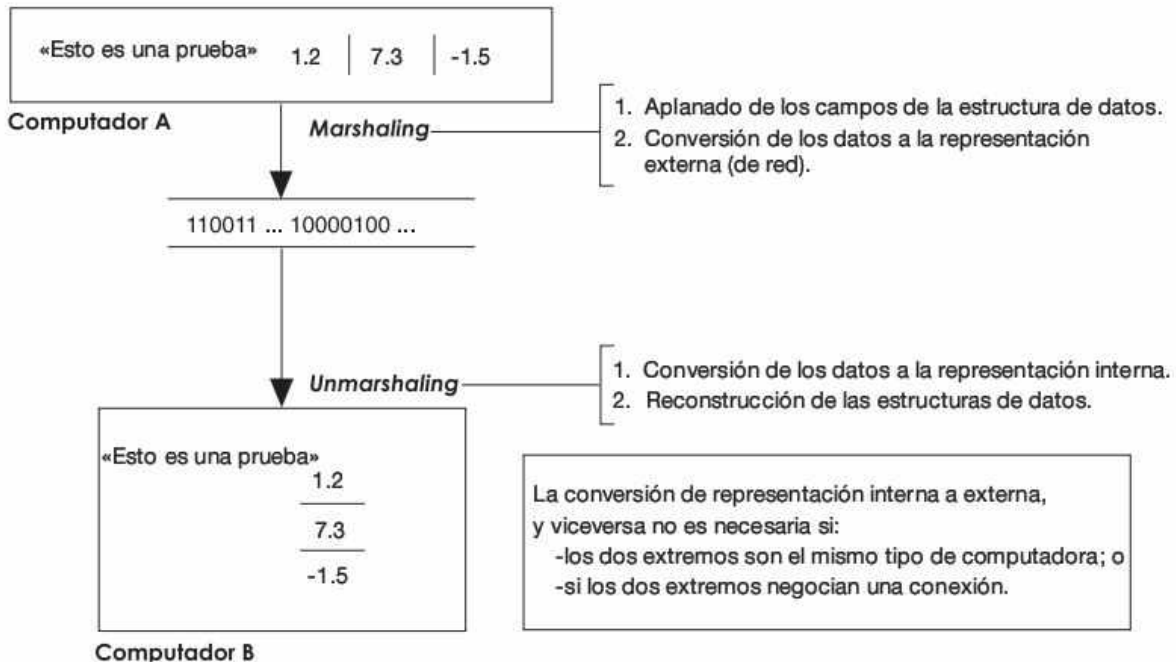 «Esto es una prueba» 1.2 7.3 -1.5
Computador A
Marshaling
1. Aplanado de los campos de la estructura de datos.
2. Conversión de los datos a la representación
externa (de red).
110011 ... 10000100 ...
Unmarshaling
1. Conversión de los datos a la representación interna.
2. Reconstrucción de las estructuras de datos.
«Esto es una prueba»
1.2
7.3
-1.5
Computador B
La conversión de representación interna a externa,
y viceversa no es necesaria si:
-los dos extremos son el mismo tipo de computadora; o
-si los dos extremos negocian una conexión.